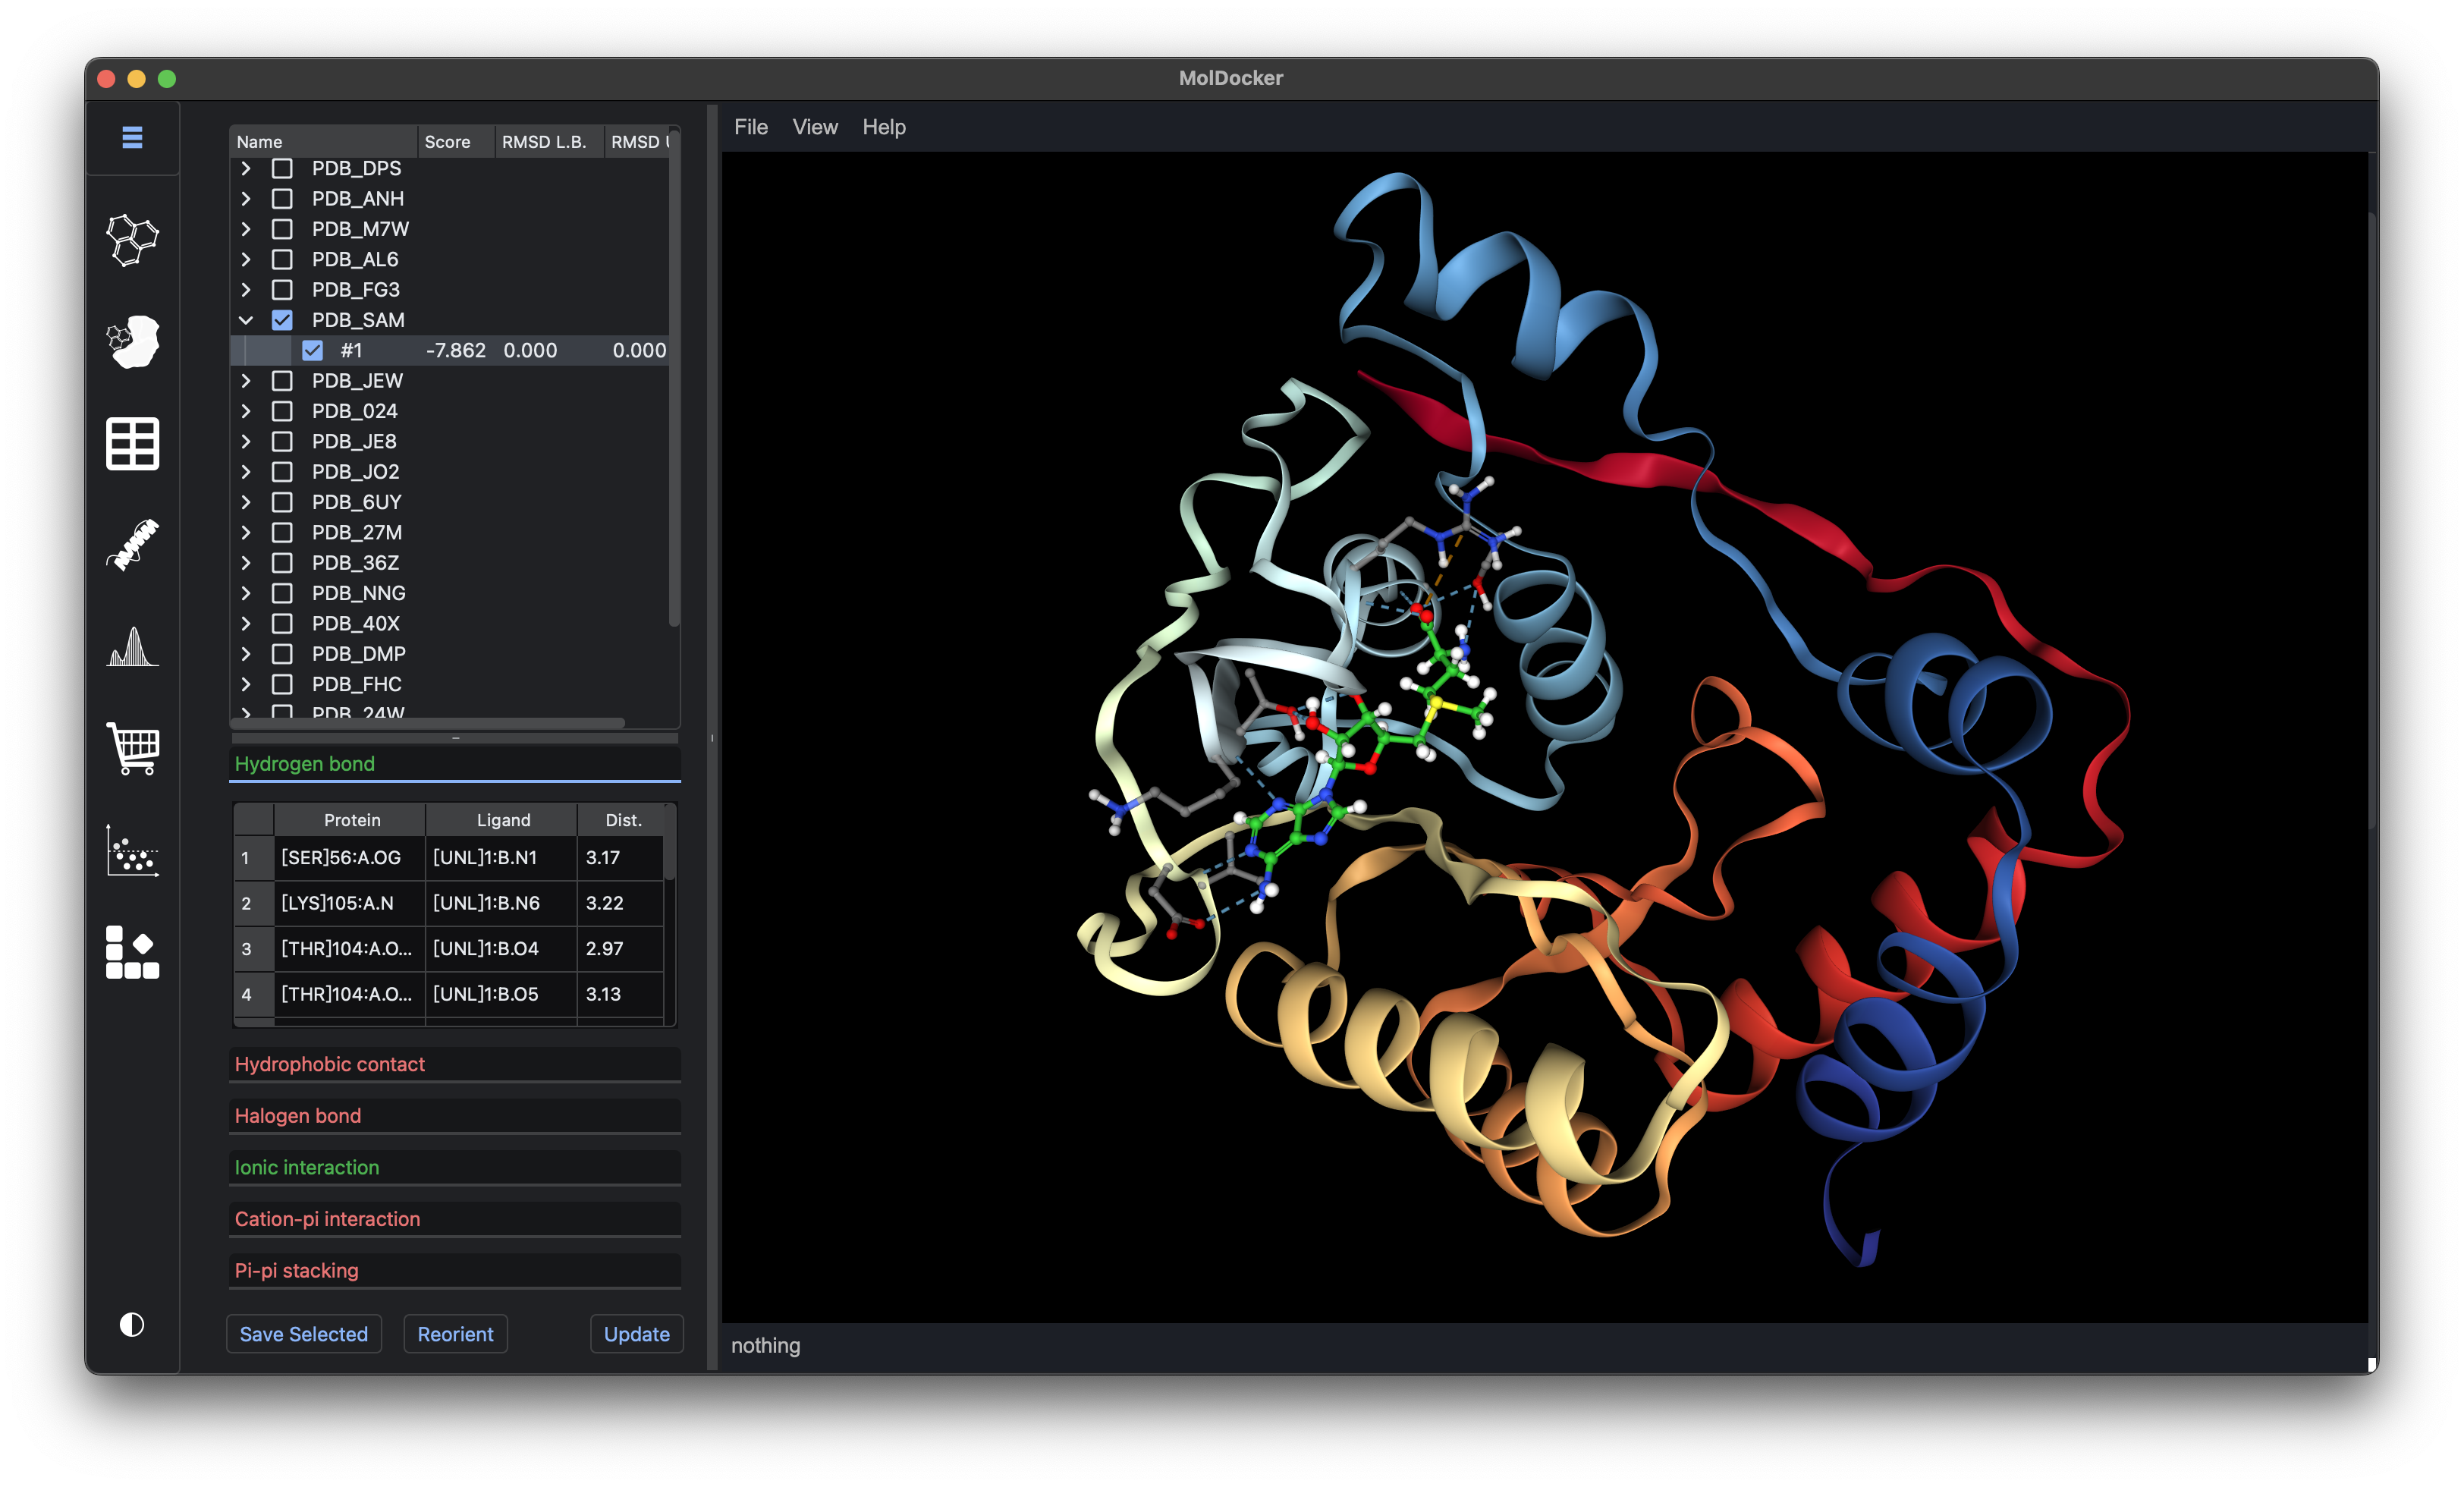 MolDocker
File View Help
Name Score RMSD L.B. RMSD U
PDB_DPS
PDB_ANH
PDB_M7W
PDB_AL6
PDB_FG3
PDB_SAM
#1 -7.862 0.000 0.000
PDB_JEW
PDB_024
PDB_JE8
PDB_JO2
PDB_6UY
PDB_27M
PDB_36Z
PDB_NNG
PDB_40X
PDB_DMP
PDB_FHC
PDB_24W
Hydrogen bond
Protein Ligand Dist.
1 [SER]56:A.OG [UNL]1:B.N1 3.17
2 [LYS]105:A.N [UNL]1:B.N6 3.22
3 [THR]104:A.O... [UNL]1:B.O4 2.97
4 [THR]104:A.O... [UNL]1:B.O5 3.13
Hydrophobic contact
Halogen bond
Ionic interaction
Cation-pi interaction
Pi-pi stacking
Save Selected Reorient Update
nothing